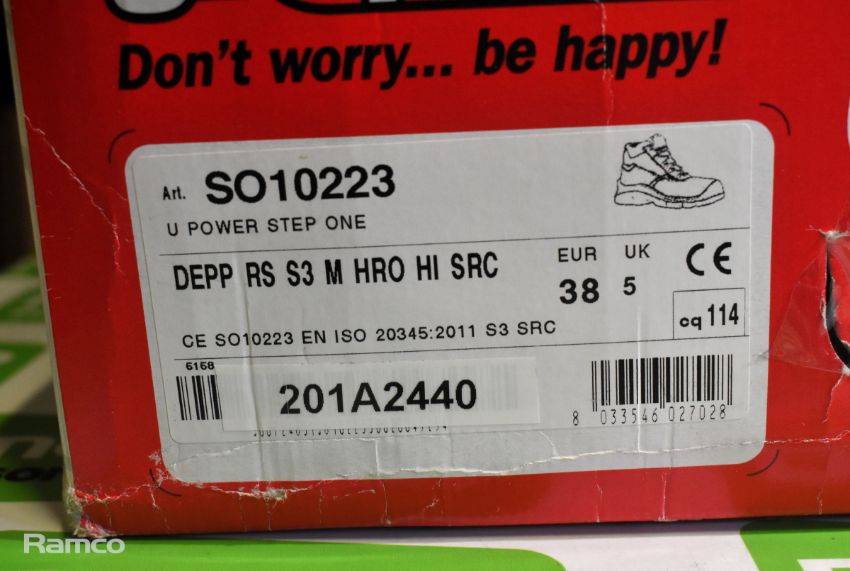 Don't worry... be happy!
Art. SO10223
U POWER STEP ONE
DEPP RS S3 M HRO HI SRC
EUR UK
38 5
CE
cq 114
CE SO10223 EN ISO 20345:2011 S3 SRC
6168
201A2440
8 033546 027028
Ramco